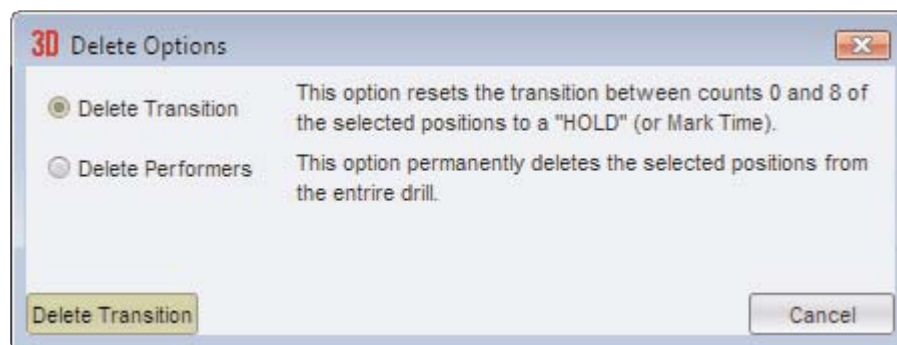 3D Delete Options
Delete Transition
This option resets the transition between counts 0 and 8 of
the selected positions to a "HOLD" (or Mark Time).
Delete Performers
This option permanently deletes the selected positions from
the entrire drill.
Delete Transition
Cancel